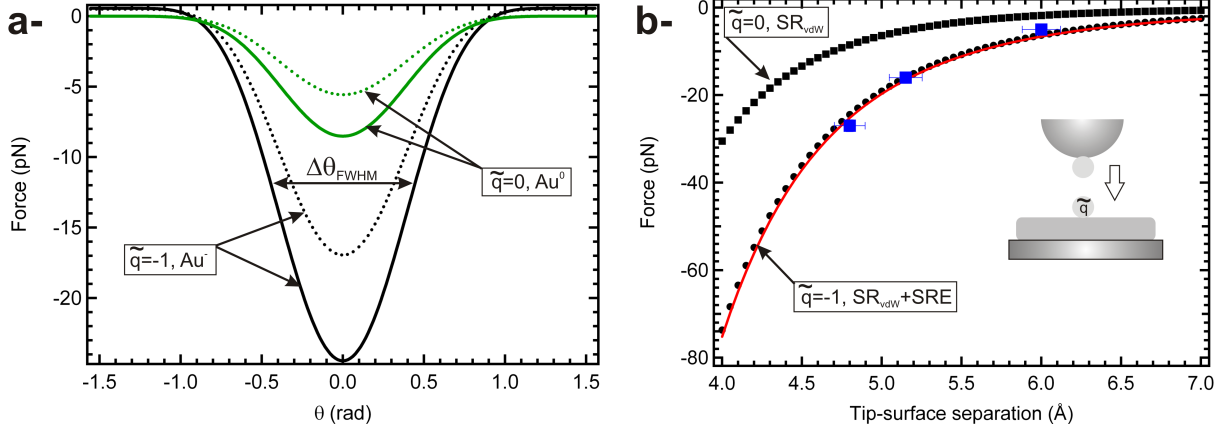 a-
0
-5
-10
-15
-20
Force (pN)
-1.5
-1.0
-0.5
0.0
0.5
1.0
1.5
θ (rad)
ΔθFWHM
q̃=0, Au⁰
q̃=-1, Au⁻
b-
0
-20
-40
-60
-80
Force (pN)
4.0
4.5
5.0
5.5
6.0
6.5
7.0
Tip-surface separation (Å)
q̃=0, SRvdW
q̃=-1, SRvdW+SRE
q̃